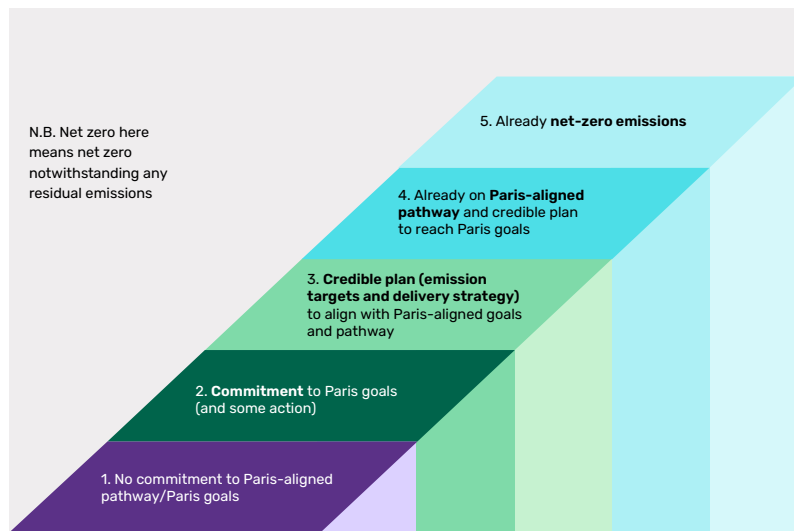 5. Already net-zero emissions
N.B. Net zero here
means net zero
notwithstanding any
residual emissions
4. Already on Paris-aligned
pathway and credible plan
to reach Paris goals
3. Credible plan (emission
targets and delivery strategy)
to align with Paris-aligned goals
and pathway
2. Commitment to Paris goals
(and some action)
1. No commitment to Paris-aligned
pathway/Paris goals